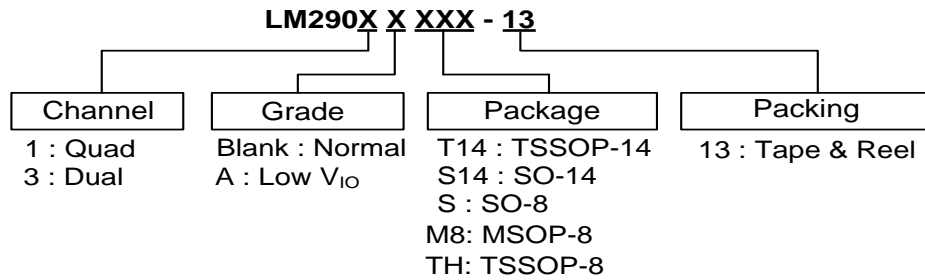 LM290X X XXX - 13
Channel Grade Package Packing
1 : Quad Blank : Normal T14 : TSSOP-14 13 : Tape & Reel
3 : Dual A : Low VIO S14 : SO-14
S : SO-8
M8: MSOP-8
TH: TSSOP-8